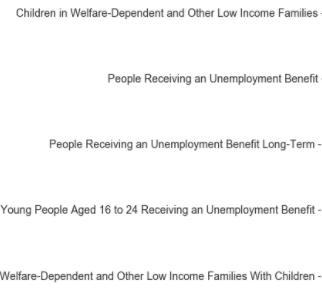 Children in Welfare-Dependent and Other Low Income Families -
People Receiving an Unemployment Benefit -
People Receiving an Unemployment Benefit Long-Term -
Young People Aged 16 to 24 Receiving an Unemployment Benefit -
Welfare-Dependent and Other Low Income Families With Children -